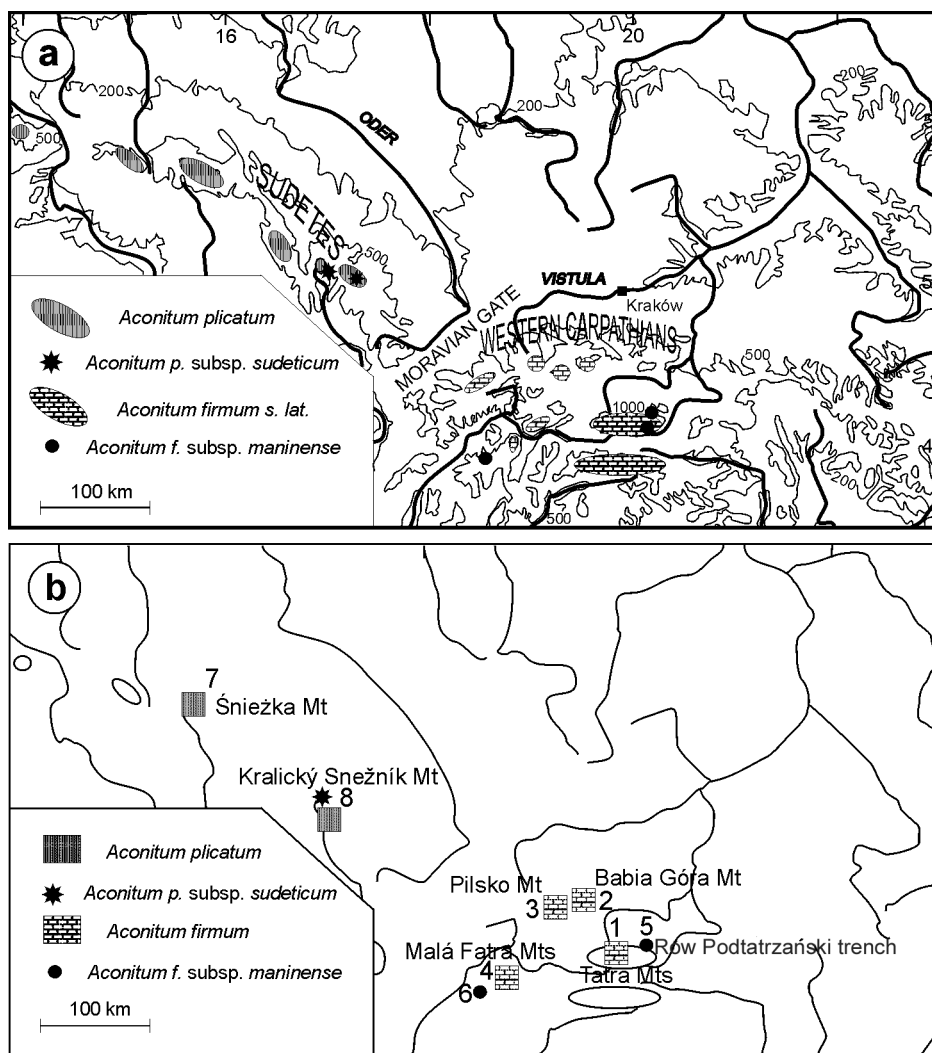 a
16
20
200
200
200
500
ODER
SUDETES
500
VISTULA
Kraków
MORAVIAN GATE
WESTERN CARPATHIANS
500
1000
200
500
Aconitum plicatum
Aconitum p. subsp. sudeticum
Aconitum firmum s. lat.
Aconitum f. subsp. maninense
100 km
b
7
Śnieżka Mt
Kralický Snežník Mt
8
Pilsko Mt
Babia Góra Mt
3
2
1 5
Rów Podtatrzański trench
Malá Fatra Mts
4
Tatra Mts
6
Aconitum plicatum
Aconitum p. subsp. sudeticum
Aconitum firmum
Aconitum f. subsp. maninense
100 km